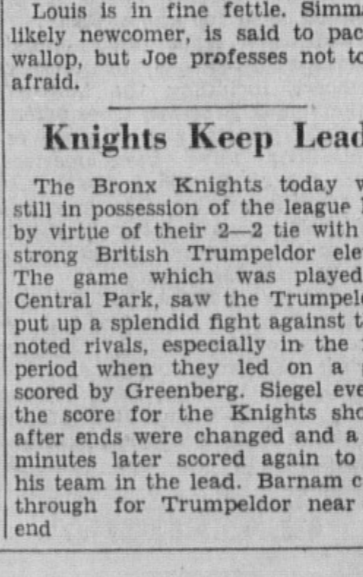 Louis is in fine fettle. Simm
likely newcomer, is said to pac
wallop, but Joe professes not to
afraid.
Knights Keep Lead
The Bronx Knights today w
still in possession of the league
by virtue of their 2—2 tie with
strong British Trumpeldor ele
The game which was played
Central Park, saw the Trumpel
put up a splendid fight against t
noted rivals, especially in the
period when they led on a
scored by Greenberg. Siegel eve
the score for the Knights sho
after ends were changed and a
minutes later scored again to
his team in the lead. Barnam c
through for Trumpeldor near
end